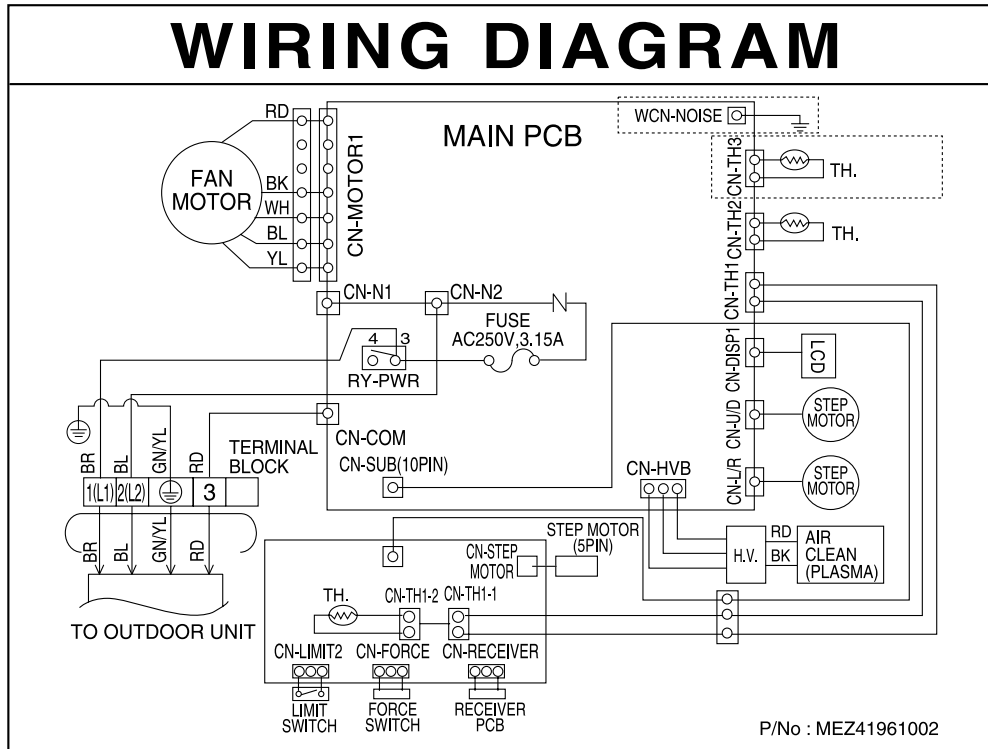 WIRING DIAGRAM
MAIN PCB
WCN-NOISE
RD
BK
WH
BL
YL
FAN
MOTOR
CN-MOTOR1
CN-TH3
TH.
CN-TH2
TH.
CN-TH1
CN-N1
CN-N2
N
FUSE
AC250V,3.15A
4 3
RY-PWR
CN-DISP1
LCD
CN-U/D
STEP
MOTOR
CN-L/R
STEP
MOTOR
CN-COM
CN-SUB(10PIN)
CN-HVB
TERMINAL
BLOCK
BR
BL
GN/YL
RD
1(L1)
2(L2)
3
BR
BL
GN/YL
RD
TO OUTDOOR UNIT
CN-STEP
MOTOR
STEP MOTOR
(5PIN)
H.V.
RD
BK
AIR
CLEAN
(PLASMA)
TH.
CN-TH1-2
CN-TH1-1
CN-LIMIT2
CN-FORCE
CN-RECEIVER
LIMIT
SWITCH
FORCE
SWITCH
RECEIVER
PCB
P/No : MEZ41961002